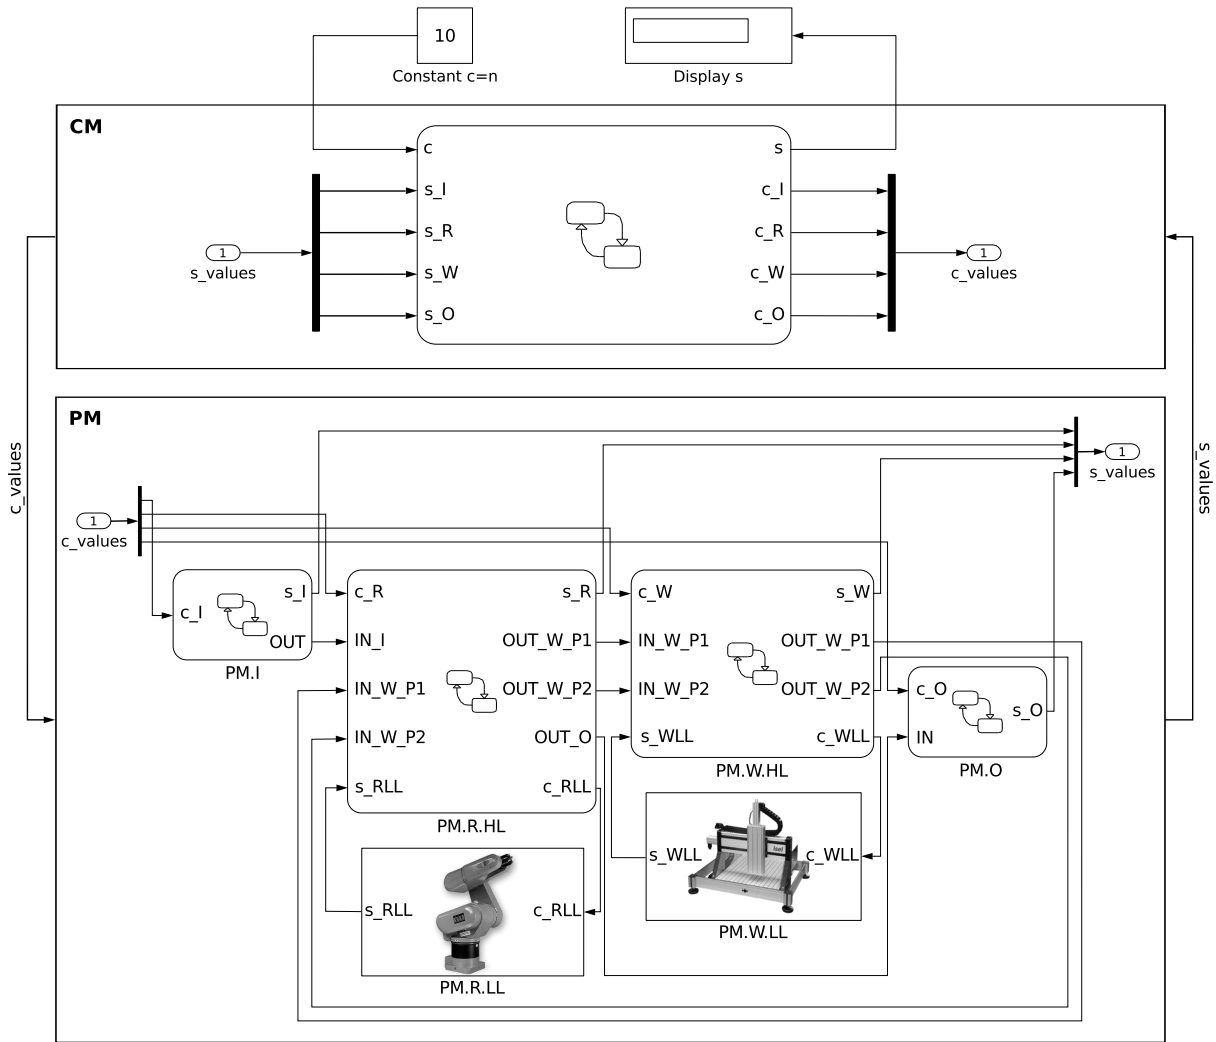 10
Constant c=n
Display s
CM
c
s
s_I
c_I
s_R
c_R
1
s_values
s_W
c_W
1
c_values
s_O
c_O
c_values
s_values
PM
1
s_values
1
c_values
c_I
s_I
OUT
PM.I
c_R
s_R
IN_I
OUT_W_P1
IN_W_P1
OUT_W_P2
IN_W_P2
OUT_O
s_RLL
c_RLL
PM.R.HL
c_W
s_W
IN_W_P1
OUT_W_P1
IN_W_P2
OUT_W_P2
s_WLL
c_WLL
PM.W.HL
c_O
s_O
IN
PM.O
s_WLL
isel
c_WLL
PM.W.LL
s_RLL
c_RLL
PM.R.LL